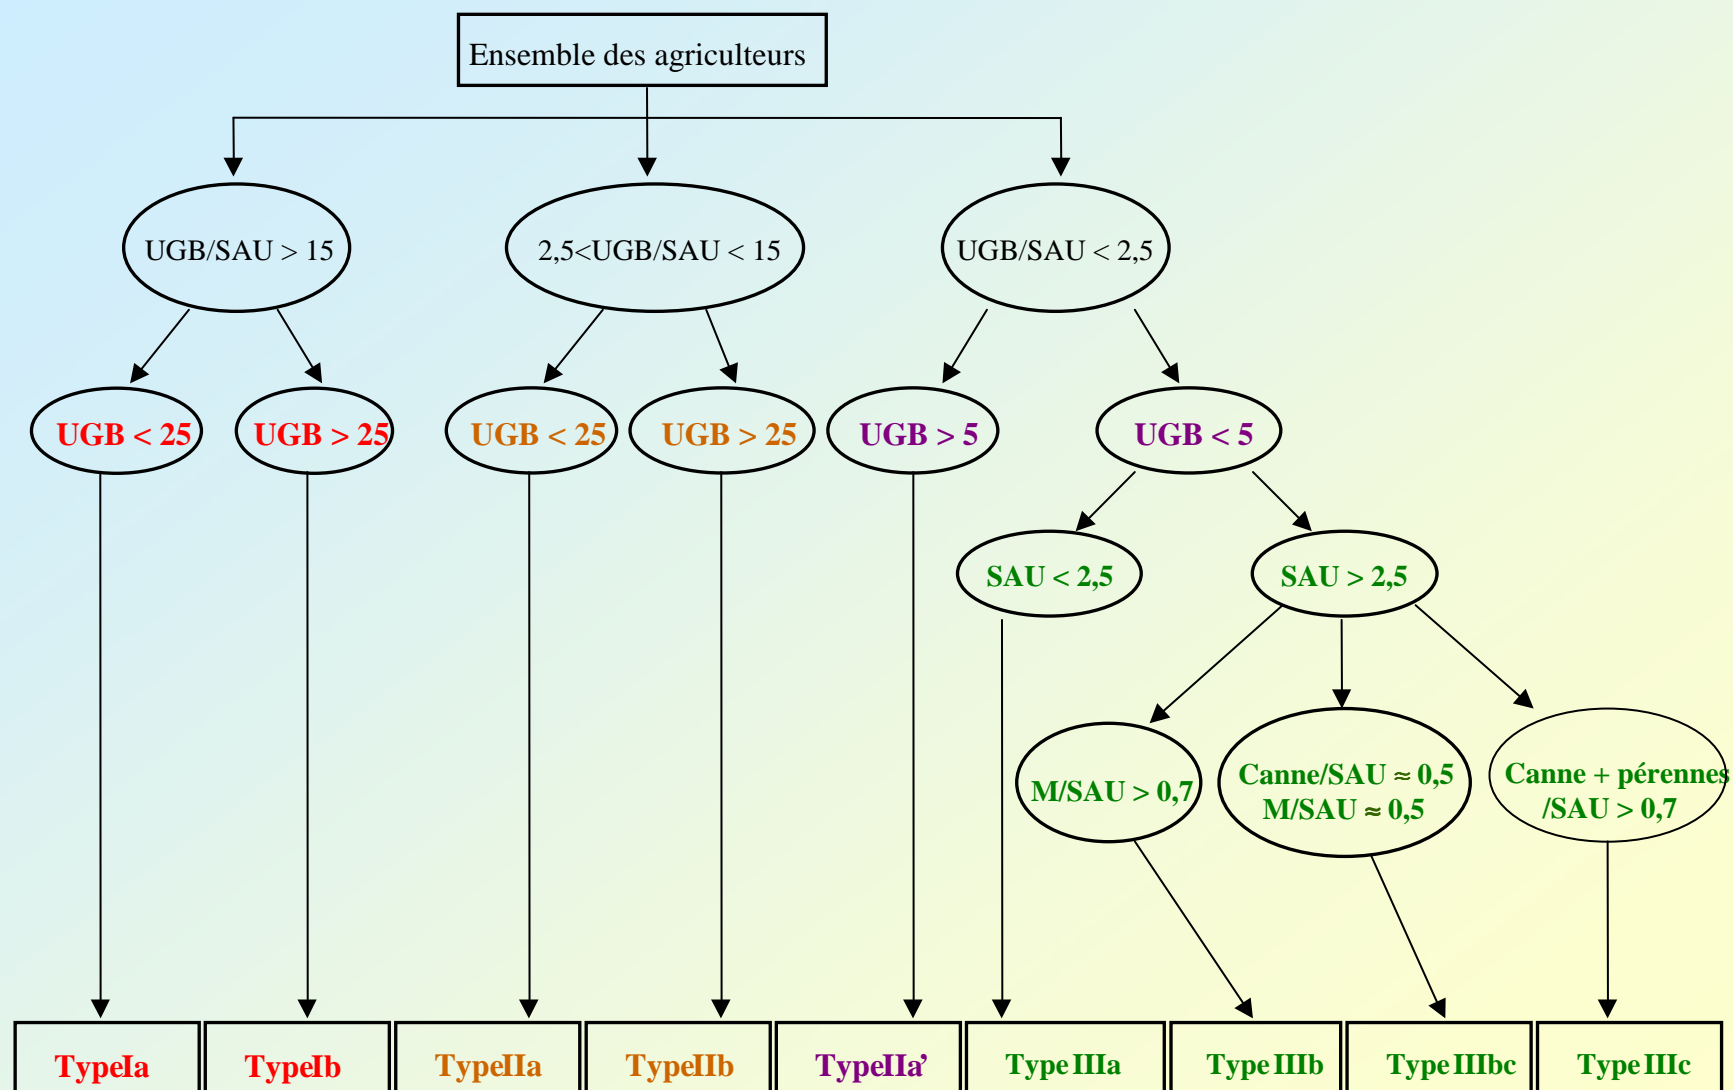 Ensemble des agriculteurs
UGB/SAU > 15
2,5<UGB/SAU < 15
UGB/SAU < 2,5
UGB < 25
UGB > 25
UGB < 25
UGB > 25
UGB > 5
UGB < 5
SAU < 2,5
SAU > 2,5
M/SAU > 0,7
Canne/SAU ≈ 0,5
M/SAU ≈ 0,5
Canne + pérennes
/SAU > 0,7
TypeIa
TypeIb
TypeIIa
TypeIIb
TypeIIa’
Type IIIa
Type IIIb
Type IIIbc
Type IIIc